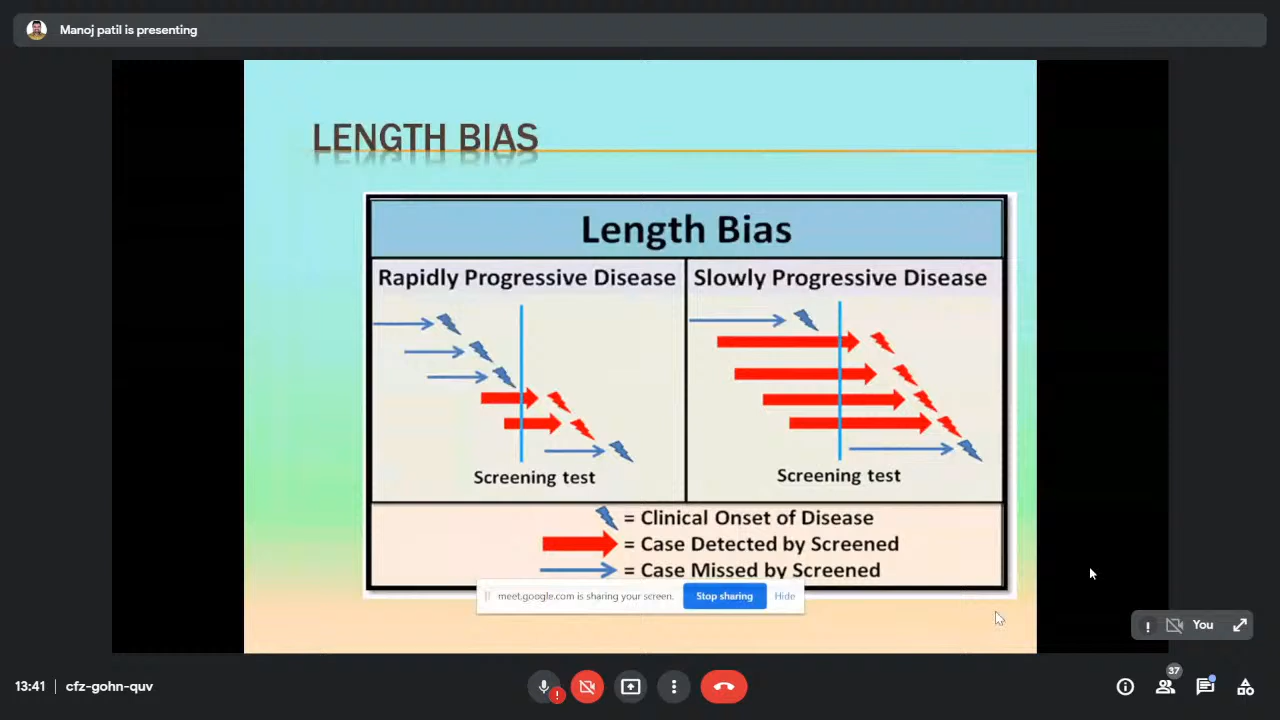 Manoj patil is presenting
LENGTH BIAS
Length Bias
Rapidly Progressive Disease
Slowly Progressive Disease
Screening test
Screening test
= Clinical Onset of Disease
= Case Detected by Screened
= Case Missed by Screened
meet.google.com is sharing your screen.
Stop sharing
Hide
You
13:41
cfz-gohn-quv
37